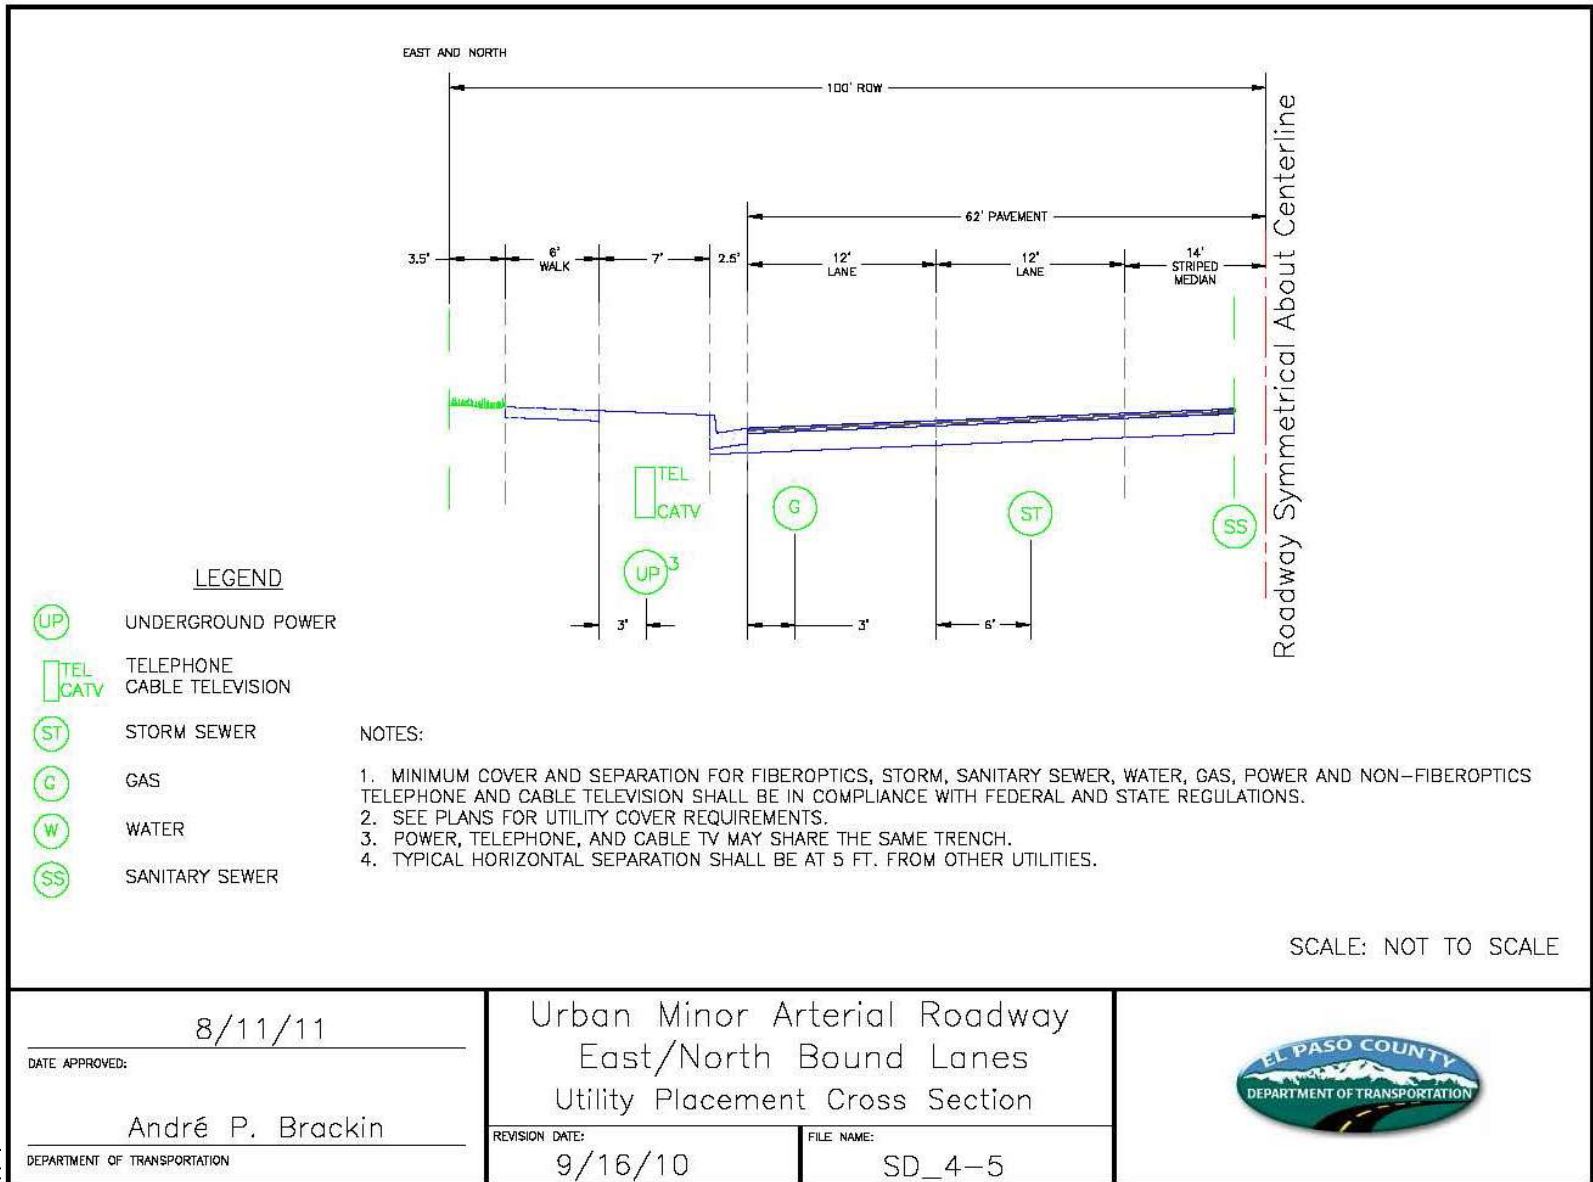 EAST AND NORTH
100' ROW
62' PAVEMENT
3.5'
6'
WALK
7'
2.5'
12'
LANE
12'
LANE
14'
STRIPED
MEDIAN
Roadway Symmetrical About Centerline
TEL
CATV
G
ST
SS
UP 3
3'
3'
6'
LEGEND
UP UNDERGROUND POWER
TEL TELEPHONE
CATV CABLE TELEVISION
ST STORM SEWER
G GAS
W WATER
SS SANITARY SEWER
NOTES:
1. MINIMUM COVER AND SEPARATION FOR FIBEROPTICS, STORM, SANITARY SEWER, WATER, GAS, POWER AND NON-FIBEROPTICS
TELEPHONE AND CABLE TELEVISION SHALL BE IN COMPLIANCE WITH FEDERAL AND STATE REGULATIONS.
2. SEE PLANS FOR UTILITY COVER REQUIREMENTS.
3. POWER, TELEPHONE, AND CABLE TV MAY SHARE THE SAME TRENCH.
4. TYPICAL HORIZONTAL SEPARATION SHALL BE AT 5 FT. FROM OTHER UTILITIES.
SCALE: NOT TO SCALE
8/11/11
DATE APPROVED:
André P. Brackin
DEPARTMENT OF TRANSPORTATION
Urban Minor Arterial Roadway
East/North Bound Lanes
Utility Placement Cross Section
REVISION DATE:
9/16/10
FILE NAME:
SD_4-5
EL PASO COUNTY
DEPARTMENT OF TRANSPORTATION